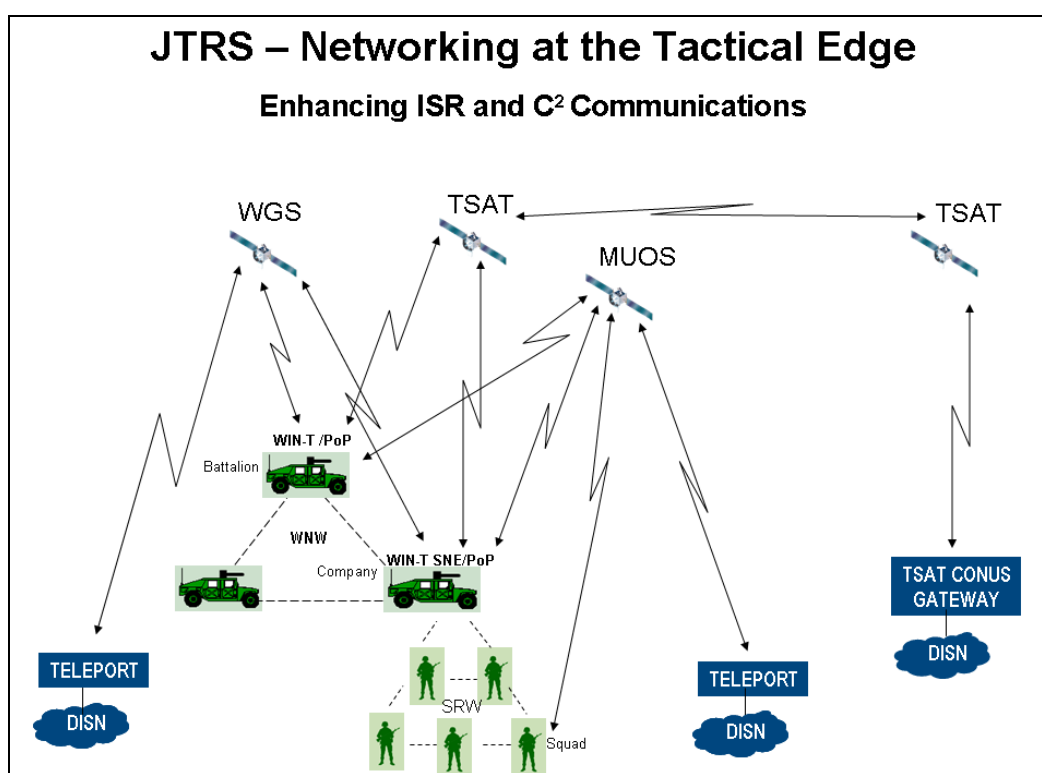 JTRS – Networking at the Tactical Edge
Enhancing ISR and C² Communications
WGS
TSAT
TSAT
MUOS
WIN-T /PoP
Battalion
WNW
WIN-T SNE/PoP
Company
TSAT CONUS
GATEWAY
DISN
TELEPORT
DISN
SRW
Squad
TELEPORT
DISN